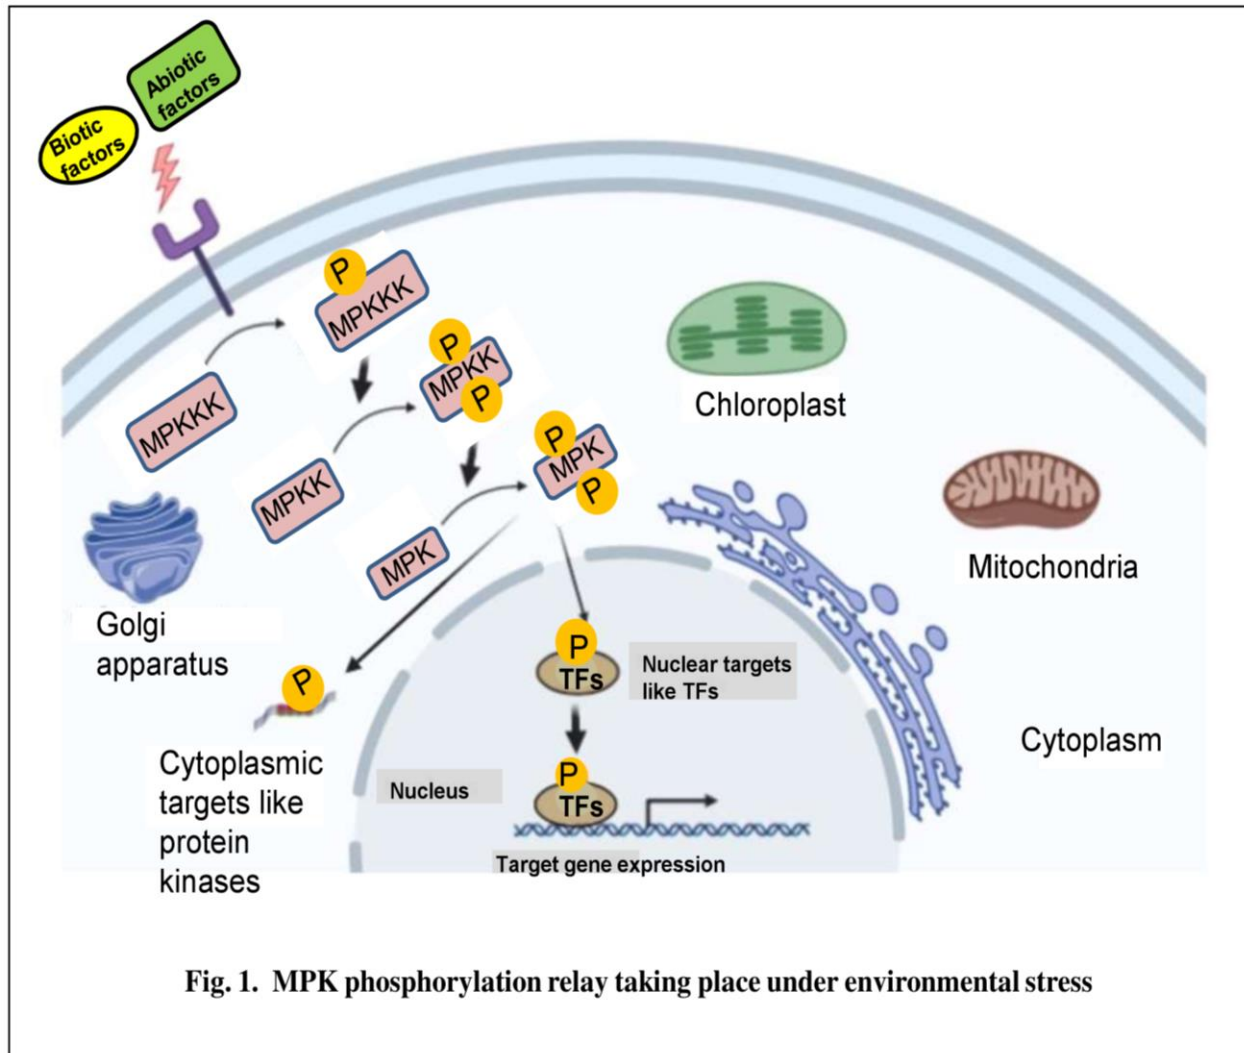 Abiotic
factors
Biotic
factors
P
MPKKK
P
MPKK
P
MPKKK
P
MPK
P
MPKK
MPK
Chloroplast
Mitochondria
Golgi
apparatus
P
P
TFs
Nuclear targets
like TFs
Cytoplasm
Cytoplasmic
targets like
protein
kinases
Nucleus
P
TFs
Target gene expression
Fig. 1. MPK phosphorylation relay taking place under environmental stress